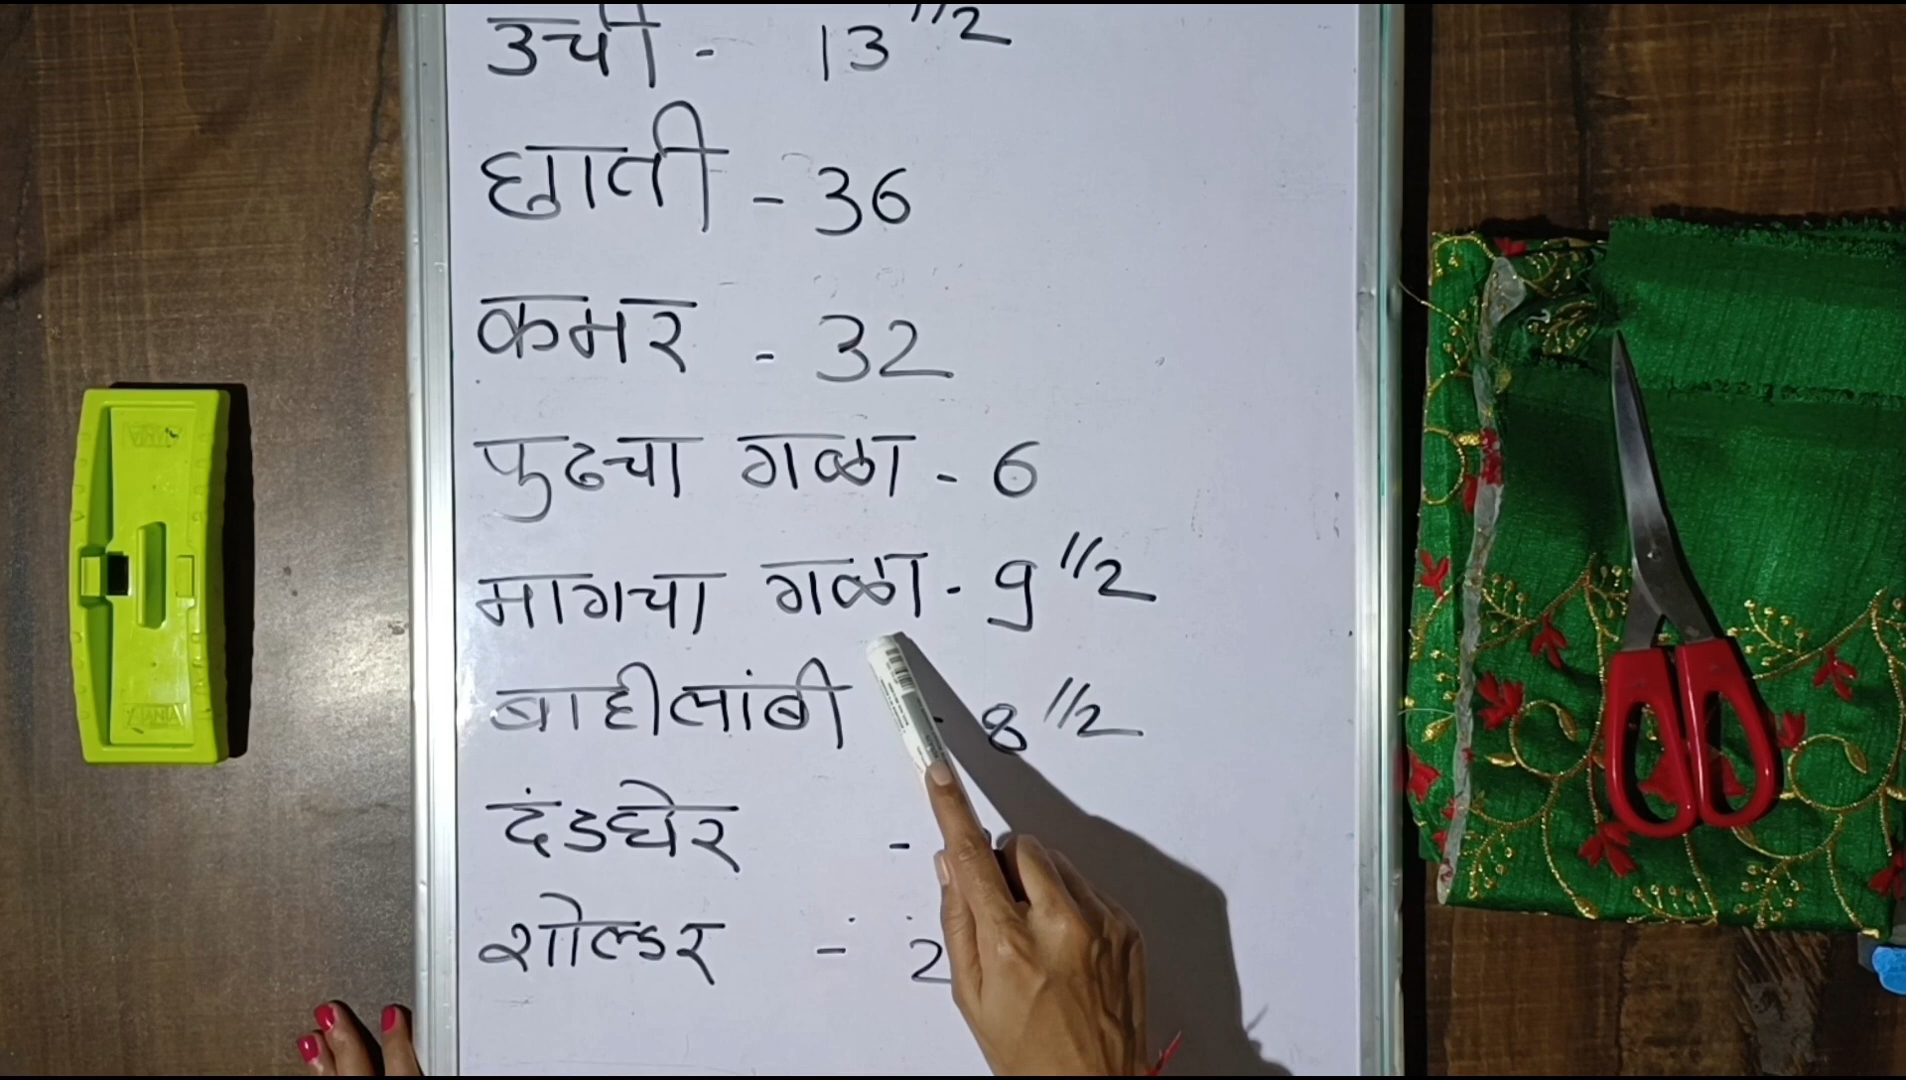 उंची - 13 1/2
छाती - 36
कमर - 32
पुढचा गळा - 6
मागचा गळा - 9 1/2
बाहीलांबी - 8 1/2
दंडघेर -
शोल्डर - 2